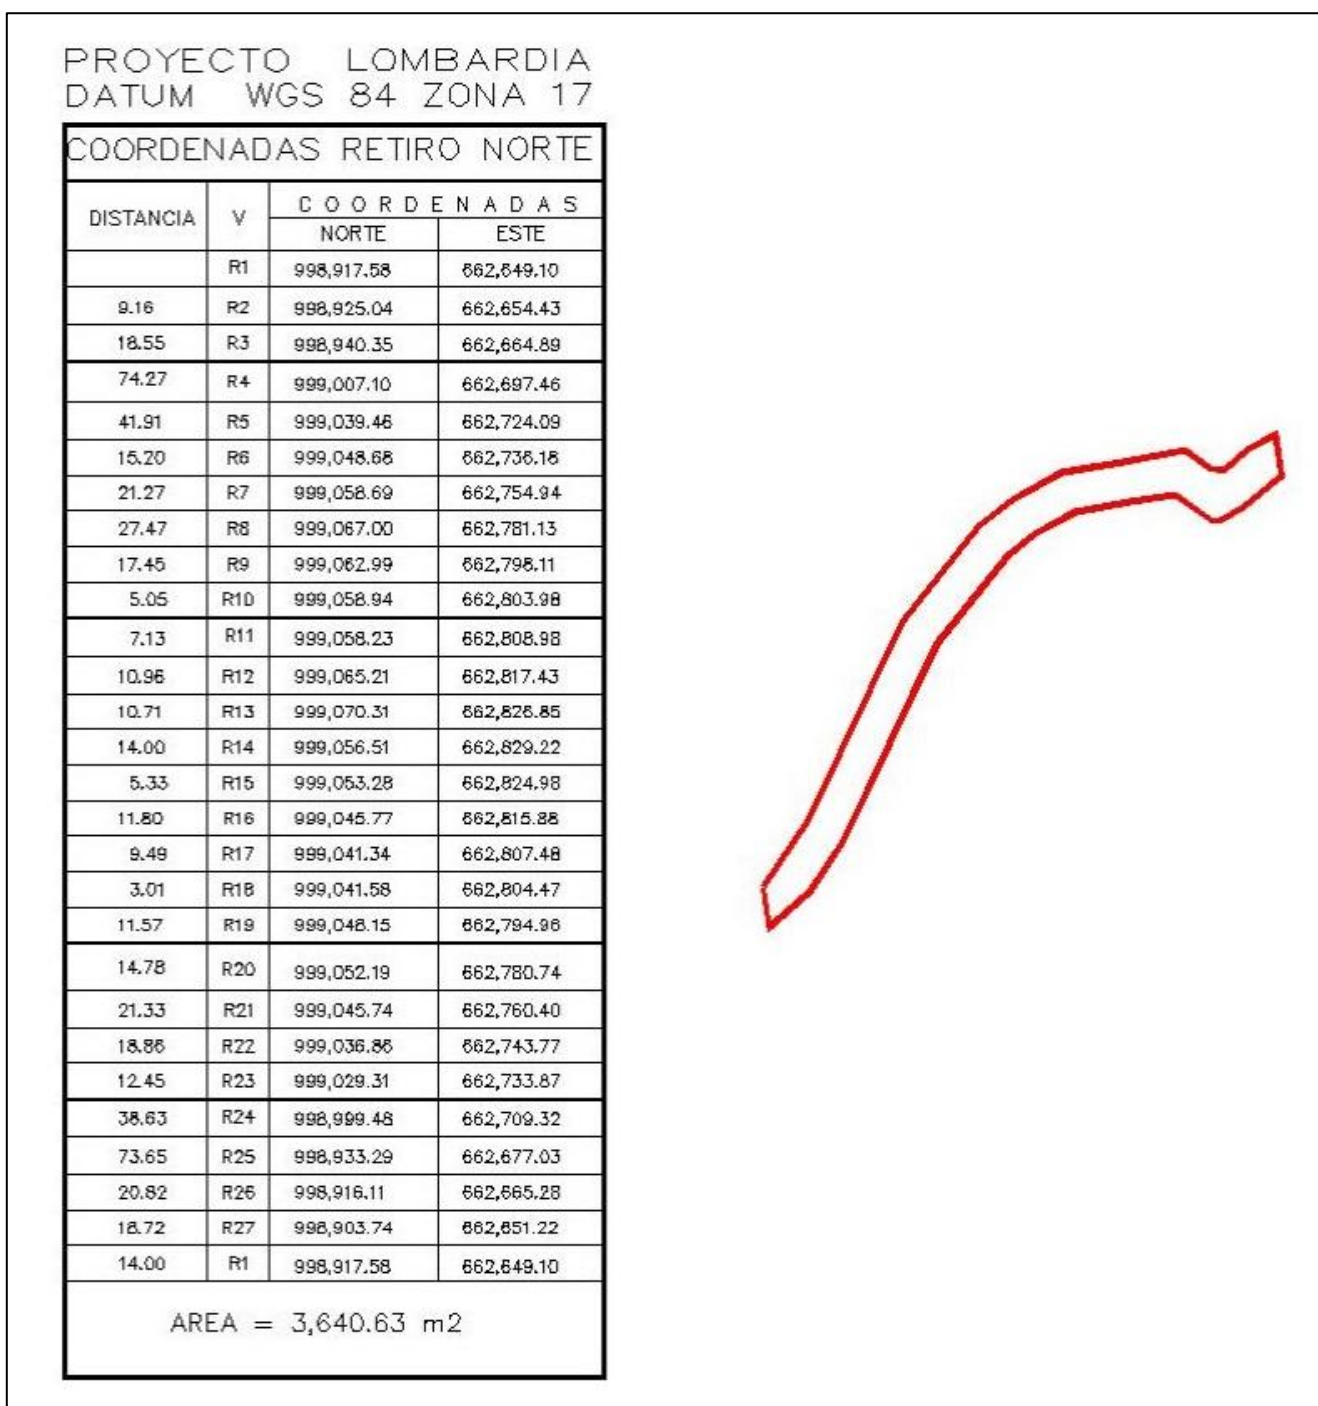 PROYECTO LOMBARDIA
DATUM WGS 84 ZONA 17
COORDENADAS RETIRO NORTE
DISTANCIA V COORDENADAS
NORTE ESTE
R1 998,917.58 662,649.10
9.16 R2 998,925.04 662,654.43
18.55 R3 998,940.35 662,664.89
74.27 R4 999,007.10 662,697.46
41.91 R5 999,039.46 662,724.09
15.20 R6 999,048.68 662,736.18
21.27 R7 999,058.69 662,754.94
27.47 R8 999,067.00 662,781.13
17.45 R9 999,062.99 662,798.11
5.05 R10 999,058.94 662,803.98
7.13 R11 999,058.23 662,808.98
10.96 R12 999,065.21 662,817.43
10.71 R13 999,070.31 662,826.85
14.00 R14 999,056.51 662,829.22
5.33 R15 999,053.28 662,824.98
11.80 R16 999,045.77 662,815.88
9.49 R17 999,041.34 662,807.48
3.01 R18 999,041.58 662,804.47
11.57 R19 999,048.15 662,794.96
14.78 R20 999,052.19 662,780.74
21.33 R21 999,045.74 662,760.40
18.86 R22 999,036.86 662,743.77
12.45 R23 999,029.31 662,733.87
38.63 R24 998,999.48 662,709.32
73.65 R25 998,933.29 662,677.03
20.82 R26 998,916.11 662,665.28
18.72 R27 998,903.74 662,651.22
14.00 R1 998,917.58 662,649.10
AREA = 3,640.63 m2